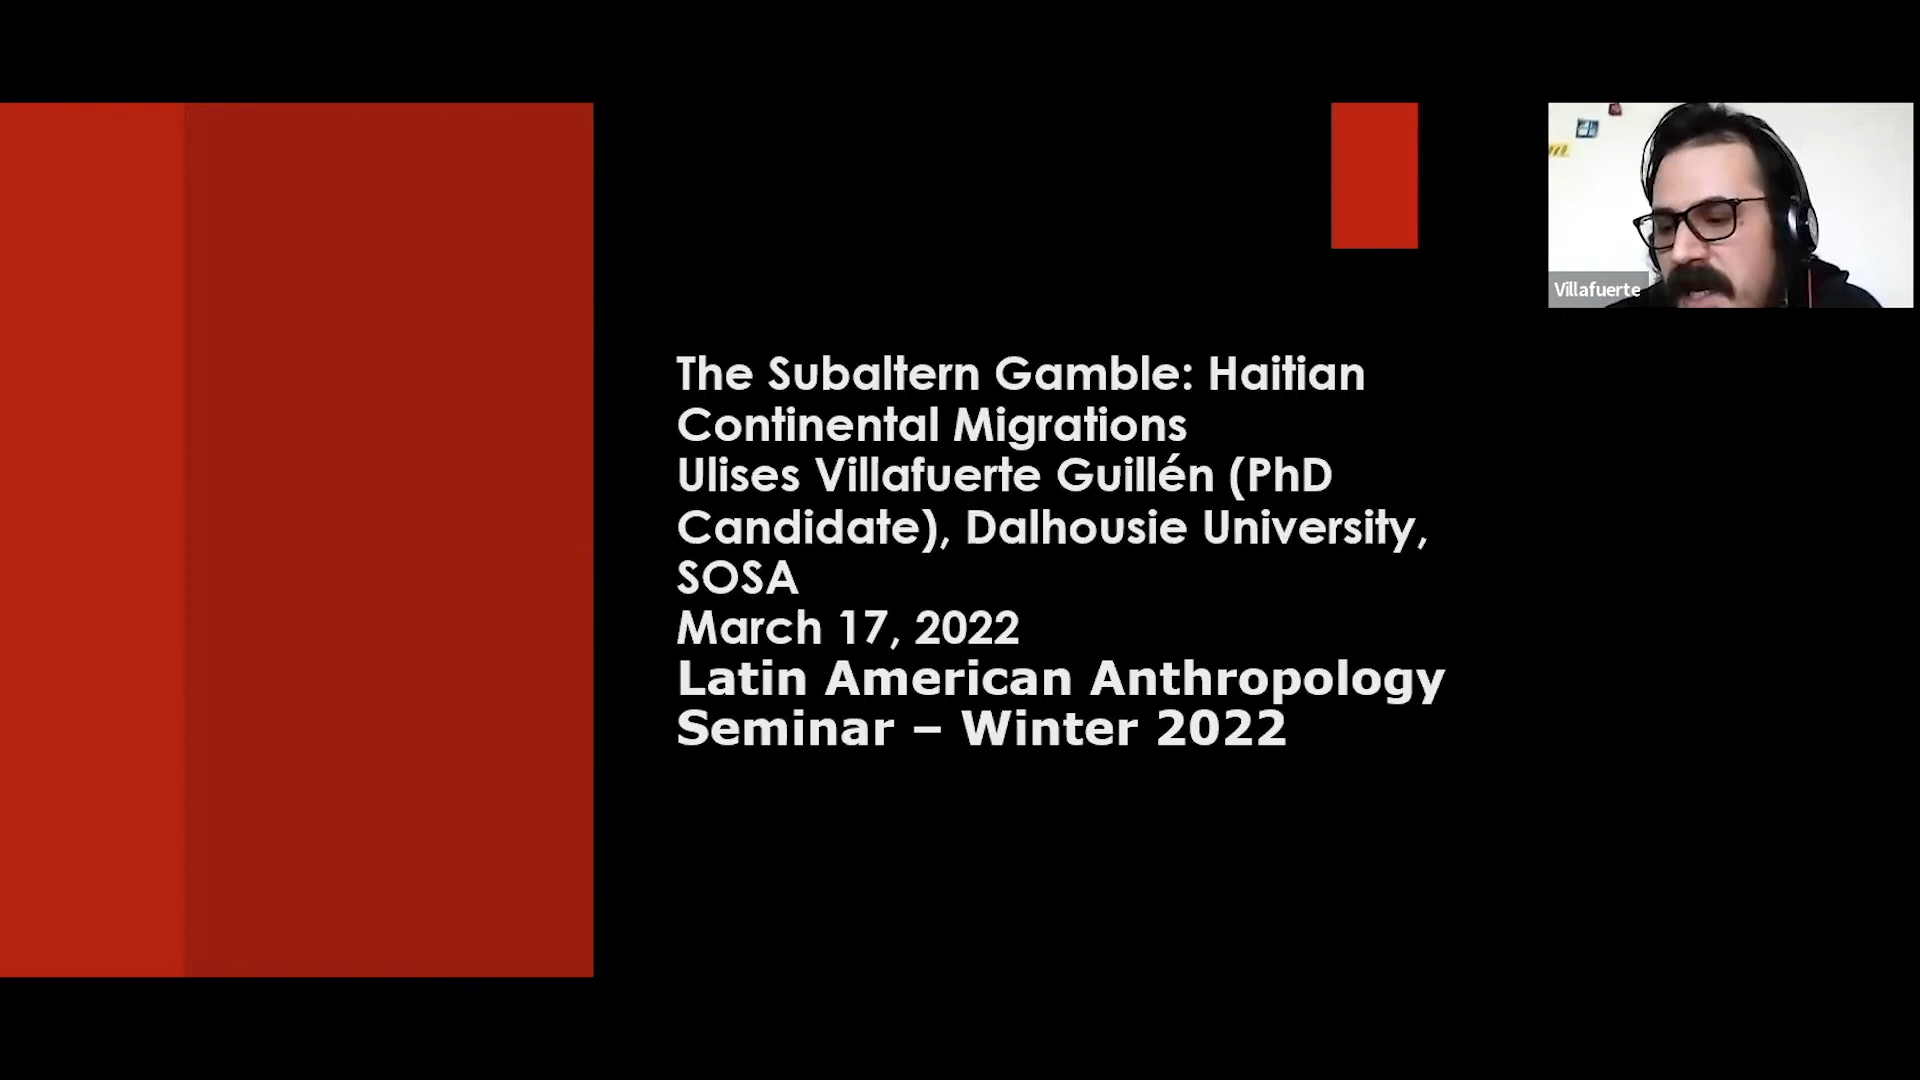 The Subaltern Gamble: Haitian
Continental Migrations
Ulises Villafuerte Guillén (PhD
Candidate), Dalhousie University,
SOSA
March 17, 2022
Latin American Anthropology
Seminar – Winter 2022
Villafuerte